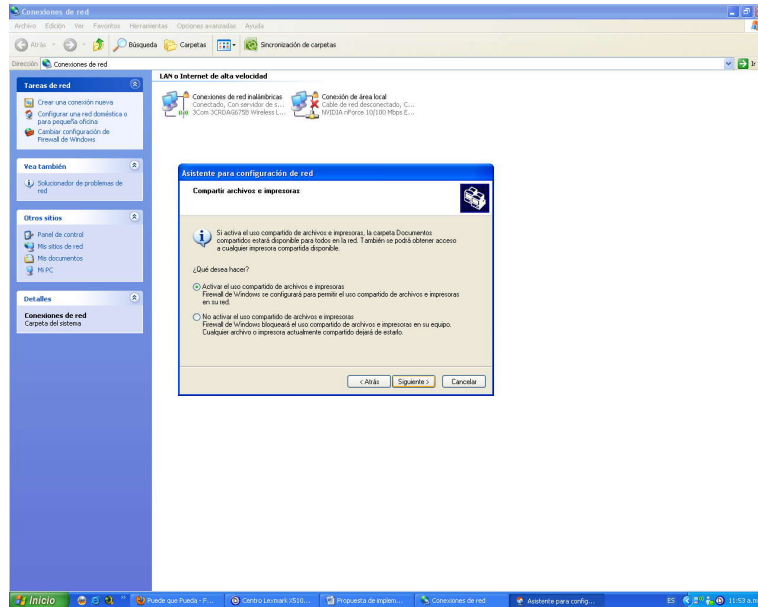 Conexiones de red
Archivo Edición Ver Favoritos Herramientas Opciones avanzadas Ayuda
Atrás Búsqueda Carpetas Sincronización de carpetas
Dirección Conexiones de red Ir
Tareas de red
Crear una conexión nueva
Configurar una red doméstica o
para pequeña oficina
Cambiar configuración de
Firewall de Windows
Vea también
Solucionador de problemas de
red
Otros sitios
Panel de control
Mis sitios de red
Mis documentos
Mi PC
Detalles
Conexiones de red
Carpeta del sistema
LAN o Internet de alta velocidad
Conexiones de red inalámbricas
Conectado, Con servidor de s...
3Com 3CRDAG675B Wireless L...
Conexión de área local
Cable de red desconectado, C...
NVIDIA nForce 10/100 Mbps E...
Asistente para configuración de red
Compartir archivos e impresoras
Si activa el uso compartido de archivos e impresoras, la carpeta Documentos
compartidos estará disponible para todos en la red. También se podrá obtener acceso
a cualquier impresora compartida disponible.
¿Qué desea hacer?
Activar el uso compartido de archivos e impresoras
Firewall de Windows se configurará para permitir el uso compartido de archivos e impresoras
en su red.
No activar el uso compartido de archivos e impresoras
Firewall de Windows bloqueará el uso compartido de archivos e impresoras en su equipo.
Cualquier archivo o impresora actualmente compartido dejará de estarlo.
< Atrás Siguiente > Cancelar
Inicio Puede que Pueda - F... Centro Lexmark X510... Propuesta de implem... Conexiones de red Asistente para config... ES 11:53 a.m.